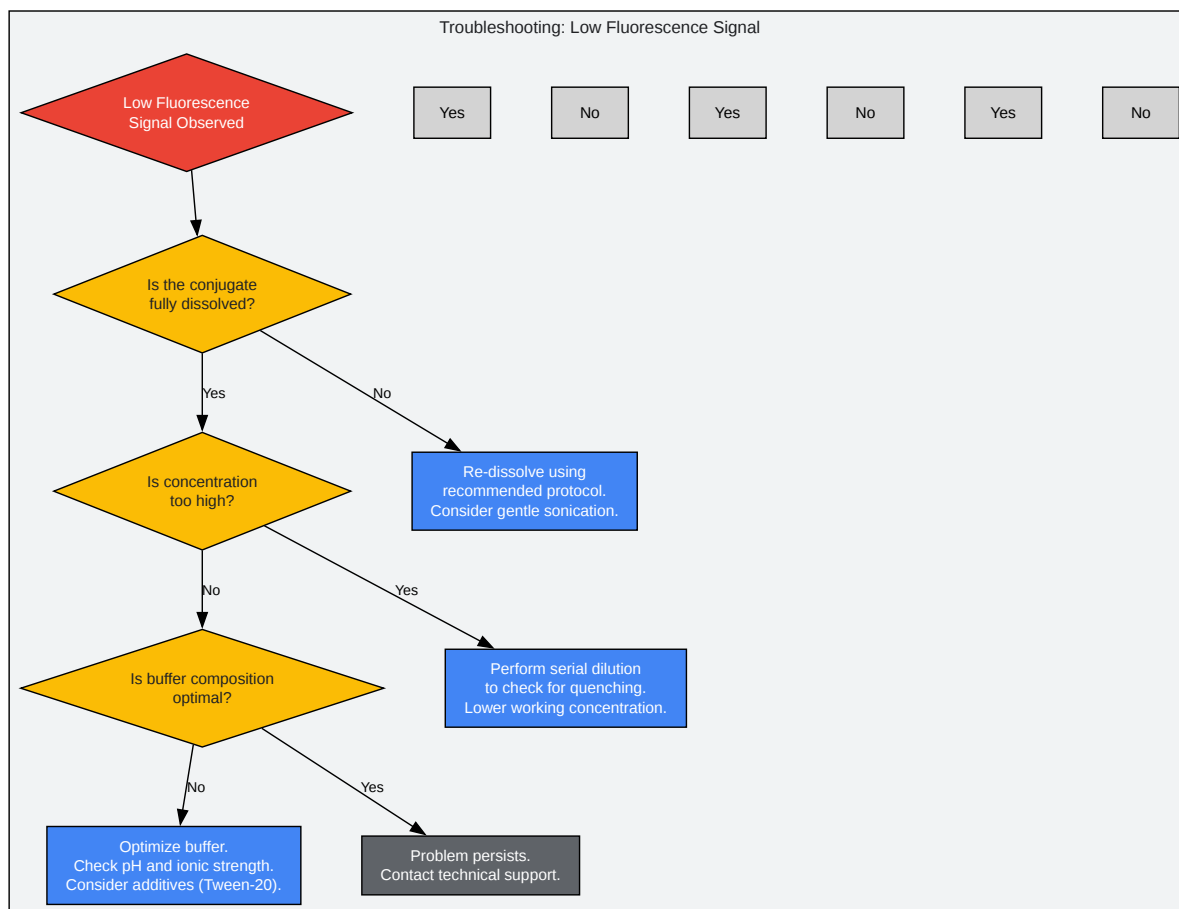 Troubleshooting: Low Fluorescence Signal
Low Fluorescence
Signal Observed
Yes
No
Yes
No
Yes
No
Is the conjugate
fully dissolved?
Yes
No
Is concentration
too high?
Re-dissolve using
recommended protocol.
Consider gentle sonication.
No
Yes
Is buffer composition
optimal?
Perform serial dilution
to check for quenching.
Lower working concentration.
No
Yes
Optimize buffer.
Check pH and ionic strength.
Consider additives (Tween-20).
Problem persists.
Contact technical support.